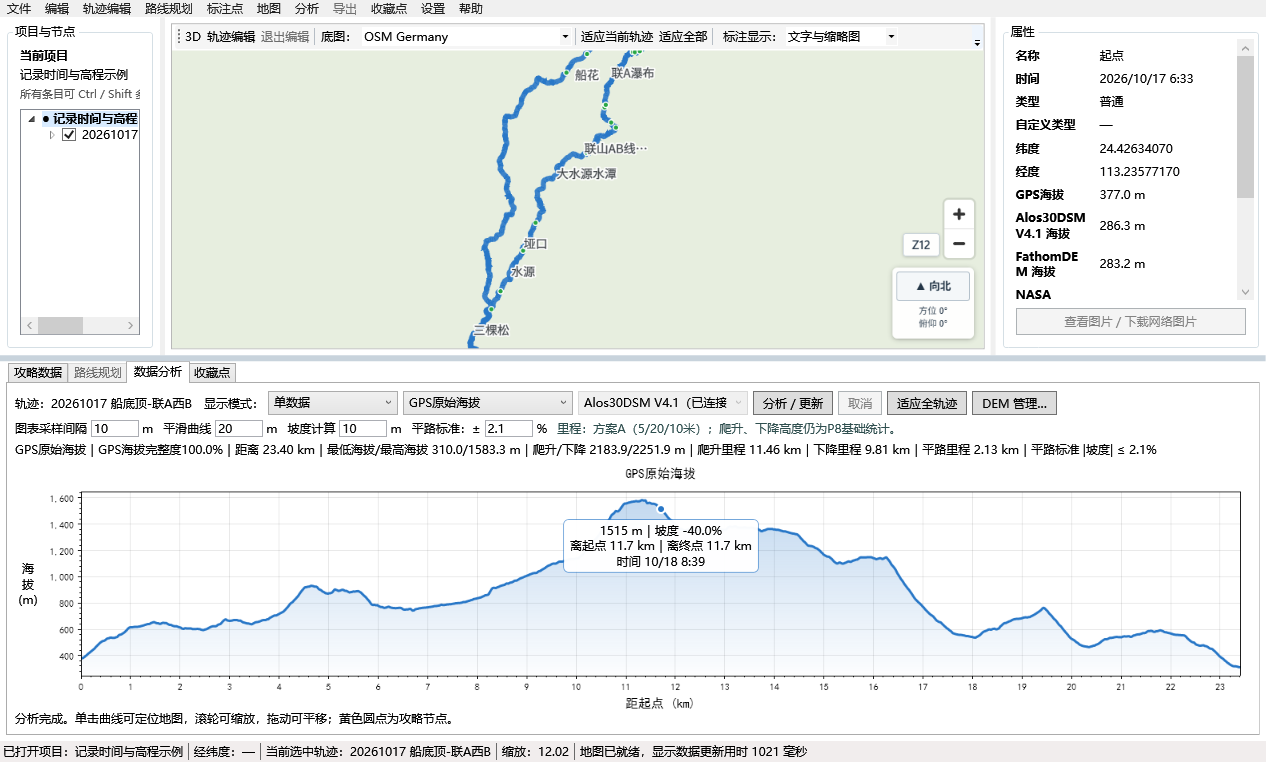 文件 编辑 轨迹编辑 路线规划 标注点 地图 分析 导出 收藏点 设置 帮助
项目与节点
当前项目
记录时间与高程示例
所有条目可 Ctrl / Shift
记录时间与高程
20261017
3D 轨迹编辑 退出编辑 底图: OSM Germany 适应当前轨迹 适应全部 标注显示: 文字与缩略图
船花
联A瀑布
联山AB线…
大水源水潭
垭口
水源
三棵松
+
Z12
−
▲ 向北
方位 0°
俯仰 0°
属性
名称 起点
时间 2026/10/17 6:33
类型 普通
自定义类型 —
纬度 24.42634070
经度 113.23577170
GPS海拔 377.0 m
Alos30DSM V4.1 海拔 286.3 m
FathomDEM 海拔 283.2 m
NASA
查看图片 / 下载网络图片
攻略数据 路线规划 数据分析 收藏点
轨迹: 20261017 船底顶-联A西B 显示模式: 单数据 GPS原始海拔 Alos30DSM V4.1（已连接 分析 / 更新 取消 适应全轨迹 DEM 管理...
图表采样间隔 10 m 平滑曲线 20 m 坡度计算 10 m 平路标准: ± 2.1 % 里程: 方案A（5/20/10米）; 爬升、下降高度仍为P8基础统计。
GPS原始海拔 | GPS海拔完整度100.0% | 距离 23.40 km | 最低海拔/最高海拔 310.0/1583.3 m | 爬升/下降 2183.9/2251.9 m | 爬升里程 11.46 km | 下降里程 9.81 km | 平路里程 2.13 km | 平路标准 |坡度| ≤ 2.1%
GPS原始海拔
海拔(m)
1,600
1,400
1,200
1,000
800
600
400
1515 m | 坡度 -40.0%
离起点 11.7 km | 离终点 11.7 km
时间 10/18 8:39
0 1 2 3 4 5 6 7 8 9 10 11 12 13 14 15 16 17 18 19 20 21 22 23
距起点 (km)
分析完成。单击曲线可定位地图，滚轮可缩放，拖动可平移；黄色圆点为攻略节点。
已打开项目: 记录时间与高程示例 | 经纬度: — | 当前选中轨迹: 20261017 船底顶-联A西B | 缩放: 12.02 | 地图已就绪，显示数据更新用时 1021 毫秒